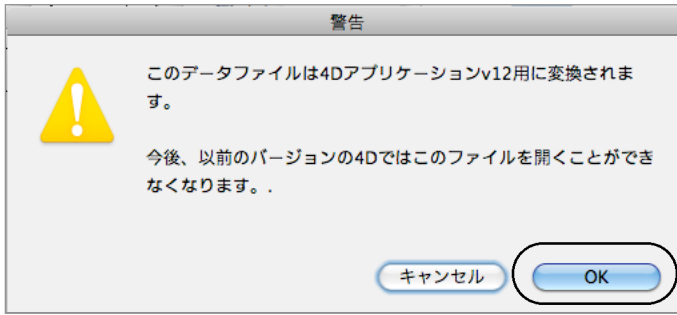 警告
このデータファイルは4Dアプリケーションv12用に変換されま
す。
今後、以前のバージョンの4Dではこのファイルを開くことができ
なくなります。.
キャンセル
OK